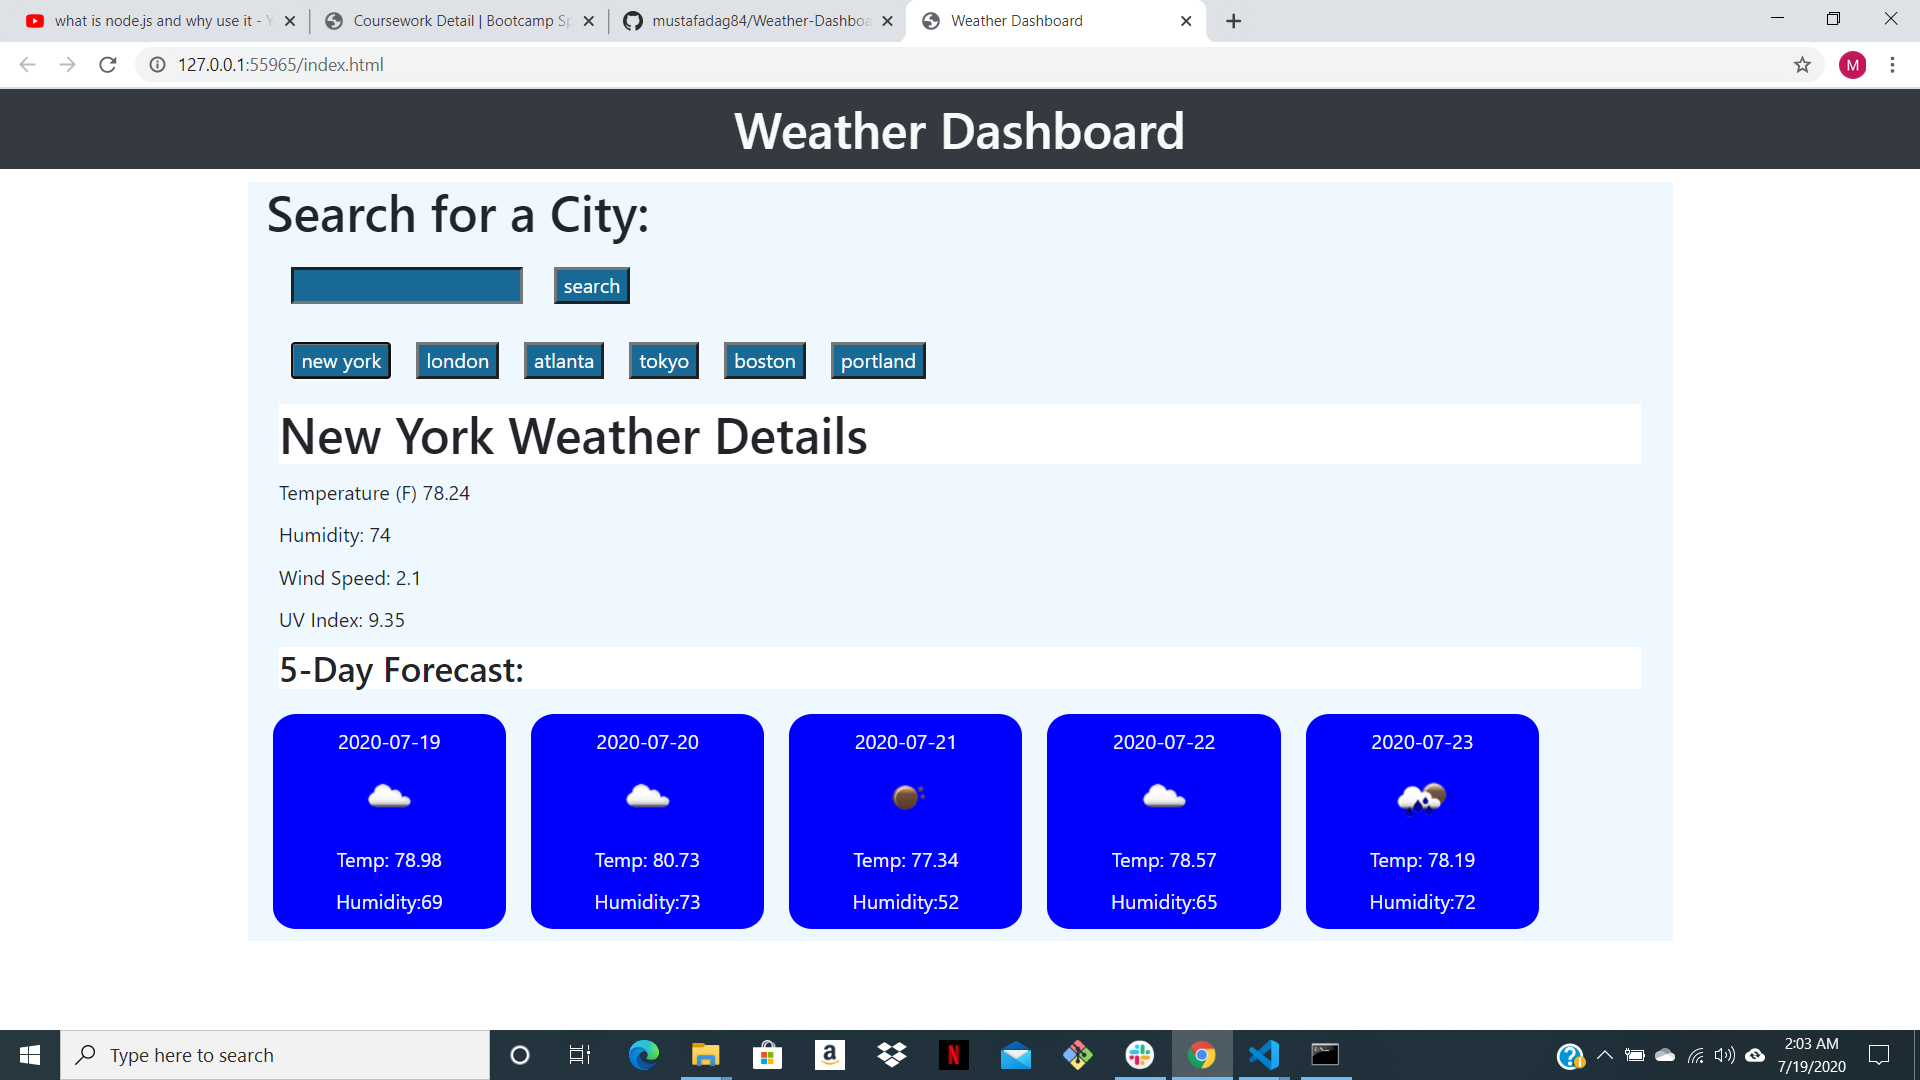 what is node.js and why use it - Y
Coursework Detail | Bootcamp Sp
mustafadag84/Weather-Dashboa
Weather Dashboard
127.0.0.1:55965/index.html
M
Weather Dashboard
Search for a City:
search
new york london atlanta tokyo boston portland
New York Weather Details
Temperature (F) 78.24
Humidity: 74
Wind Speed: 2.1
UV Index: 9.35
5-Day Forecast:
2020-07-19 2020-07-20 2020-07-21 2020-07-22 2020-07-23
Temp: 78.98 Temp: 80.73 Temp: 77.34 Temp: 78.57 Temp: 78.19
Humidity:69 Humidity:73 Humidity:52 Humidity:65 Humidity:72
Type here to search
2:03 AM
7/19/2020